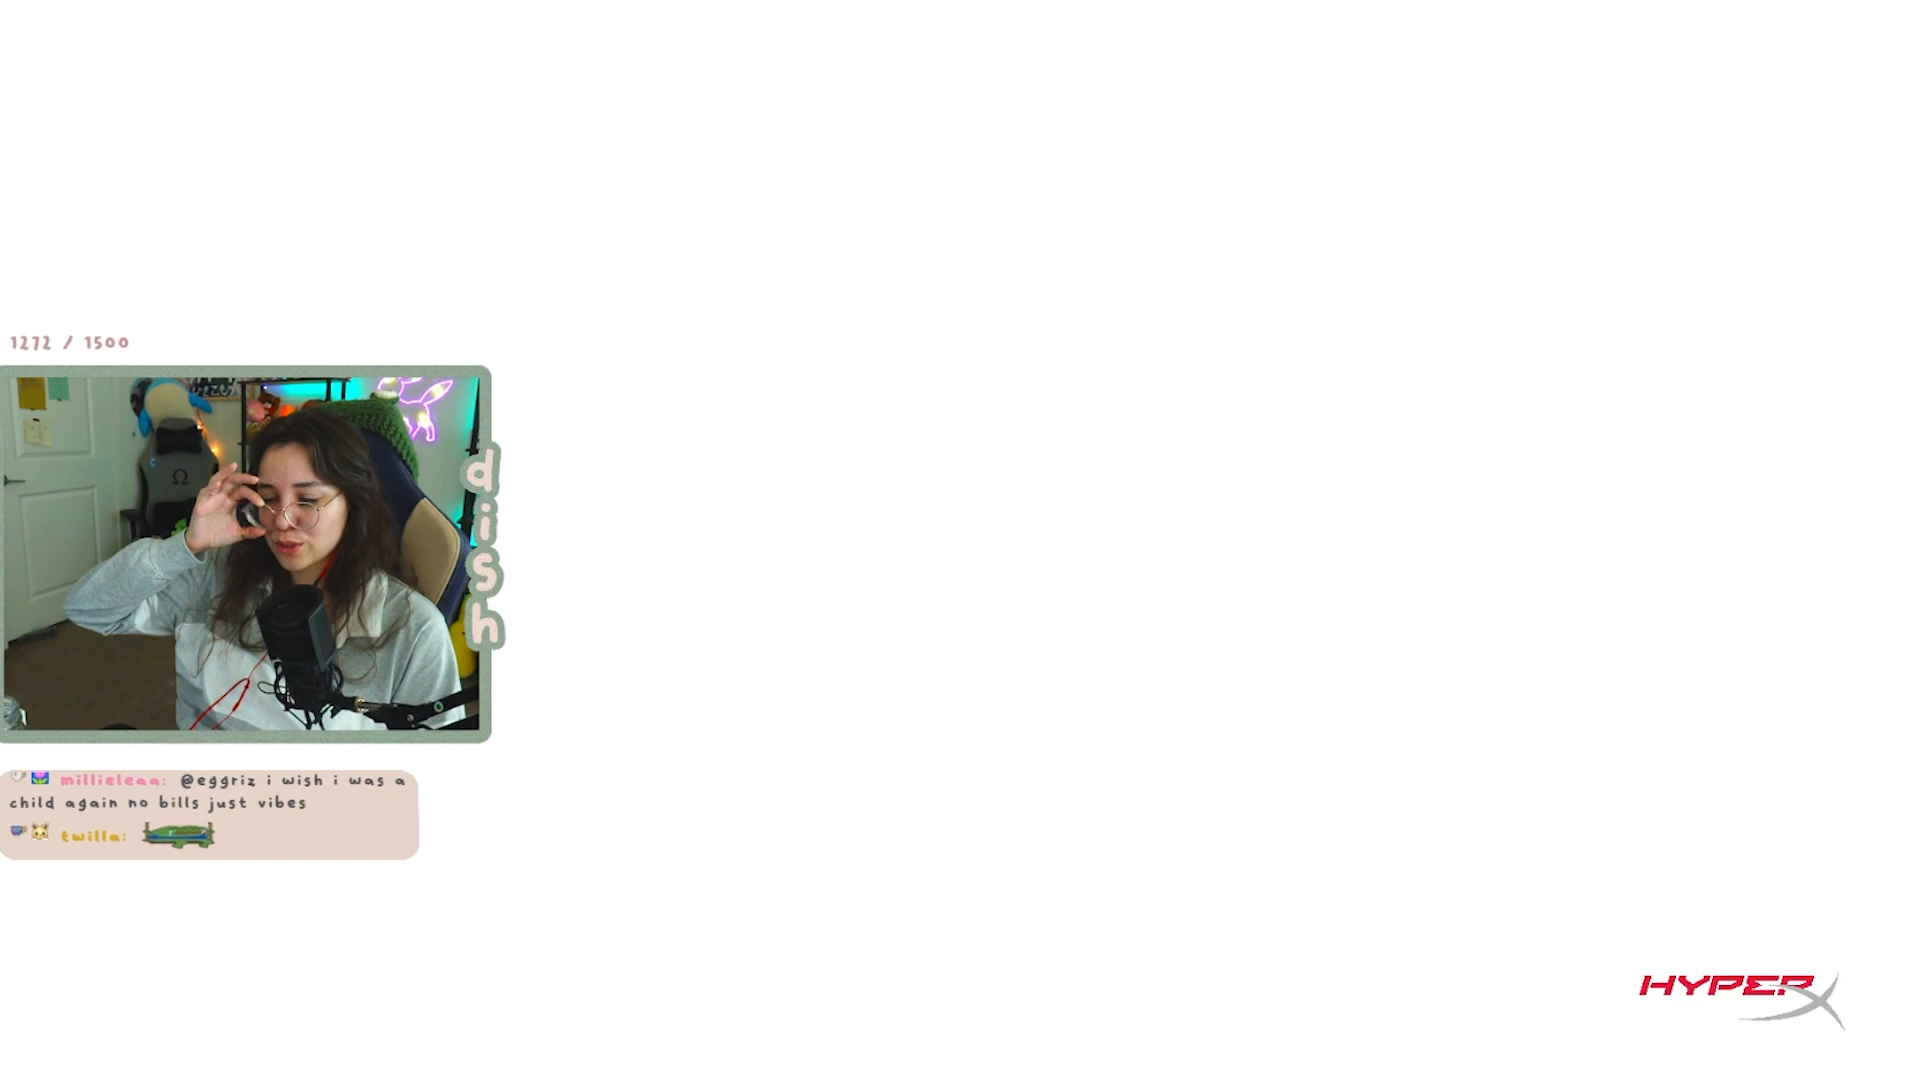 1272 / 1500
dish
millieleaa: @eggriz i wish i was a
child again no bills just vibes
twilla:
HYPERX